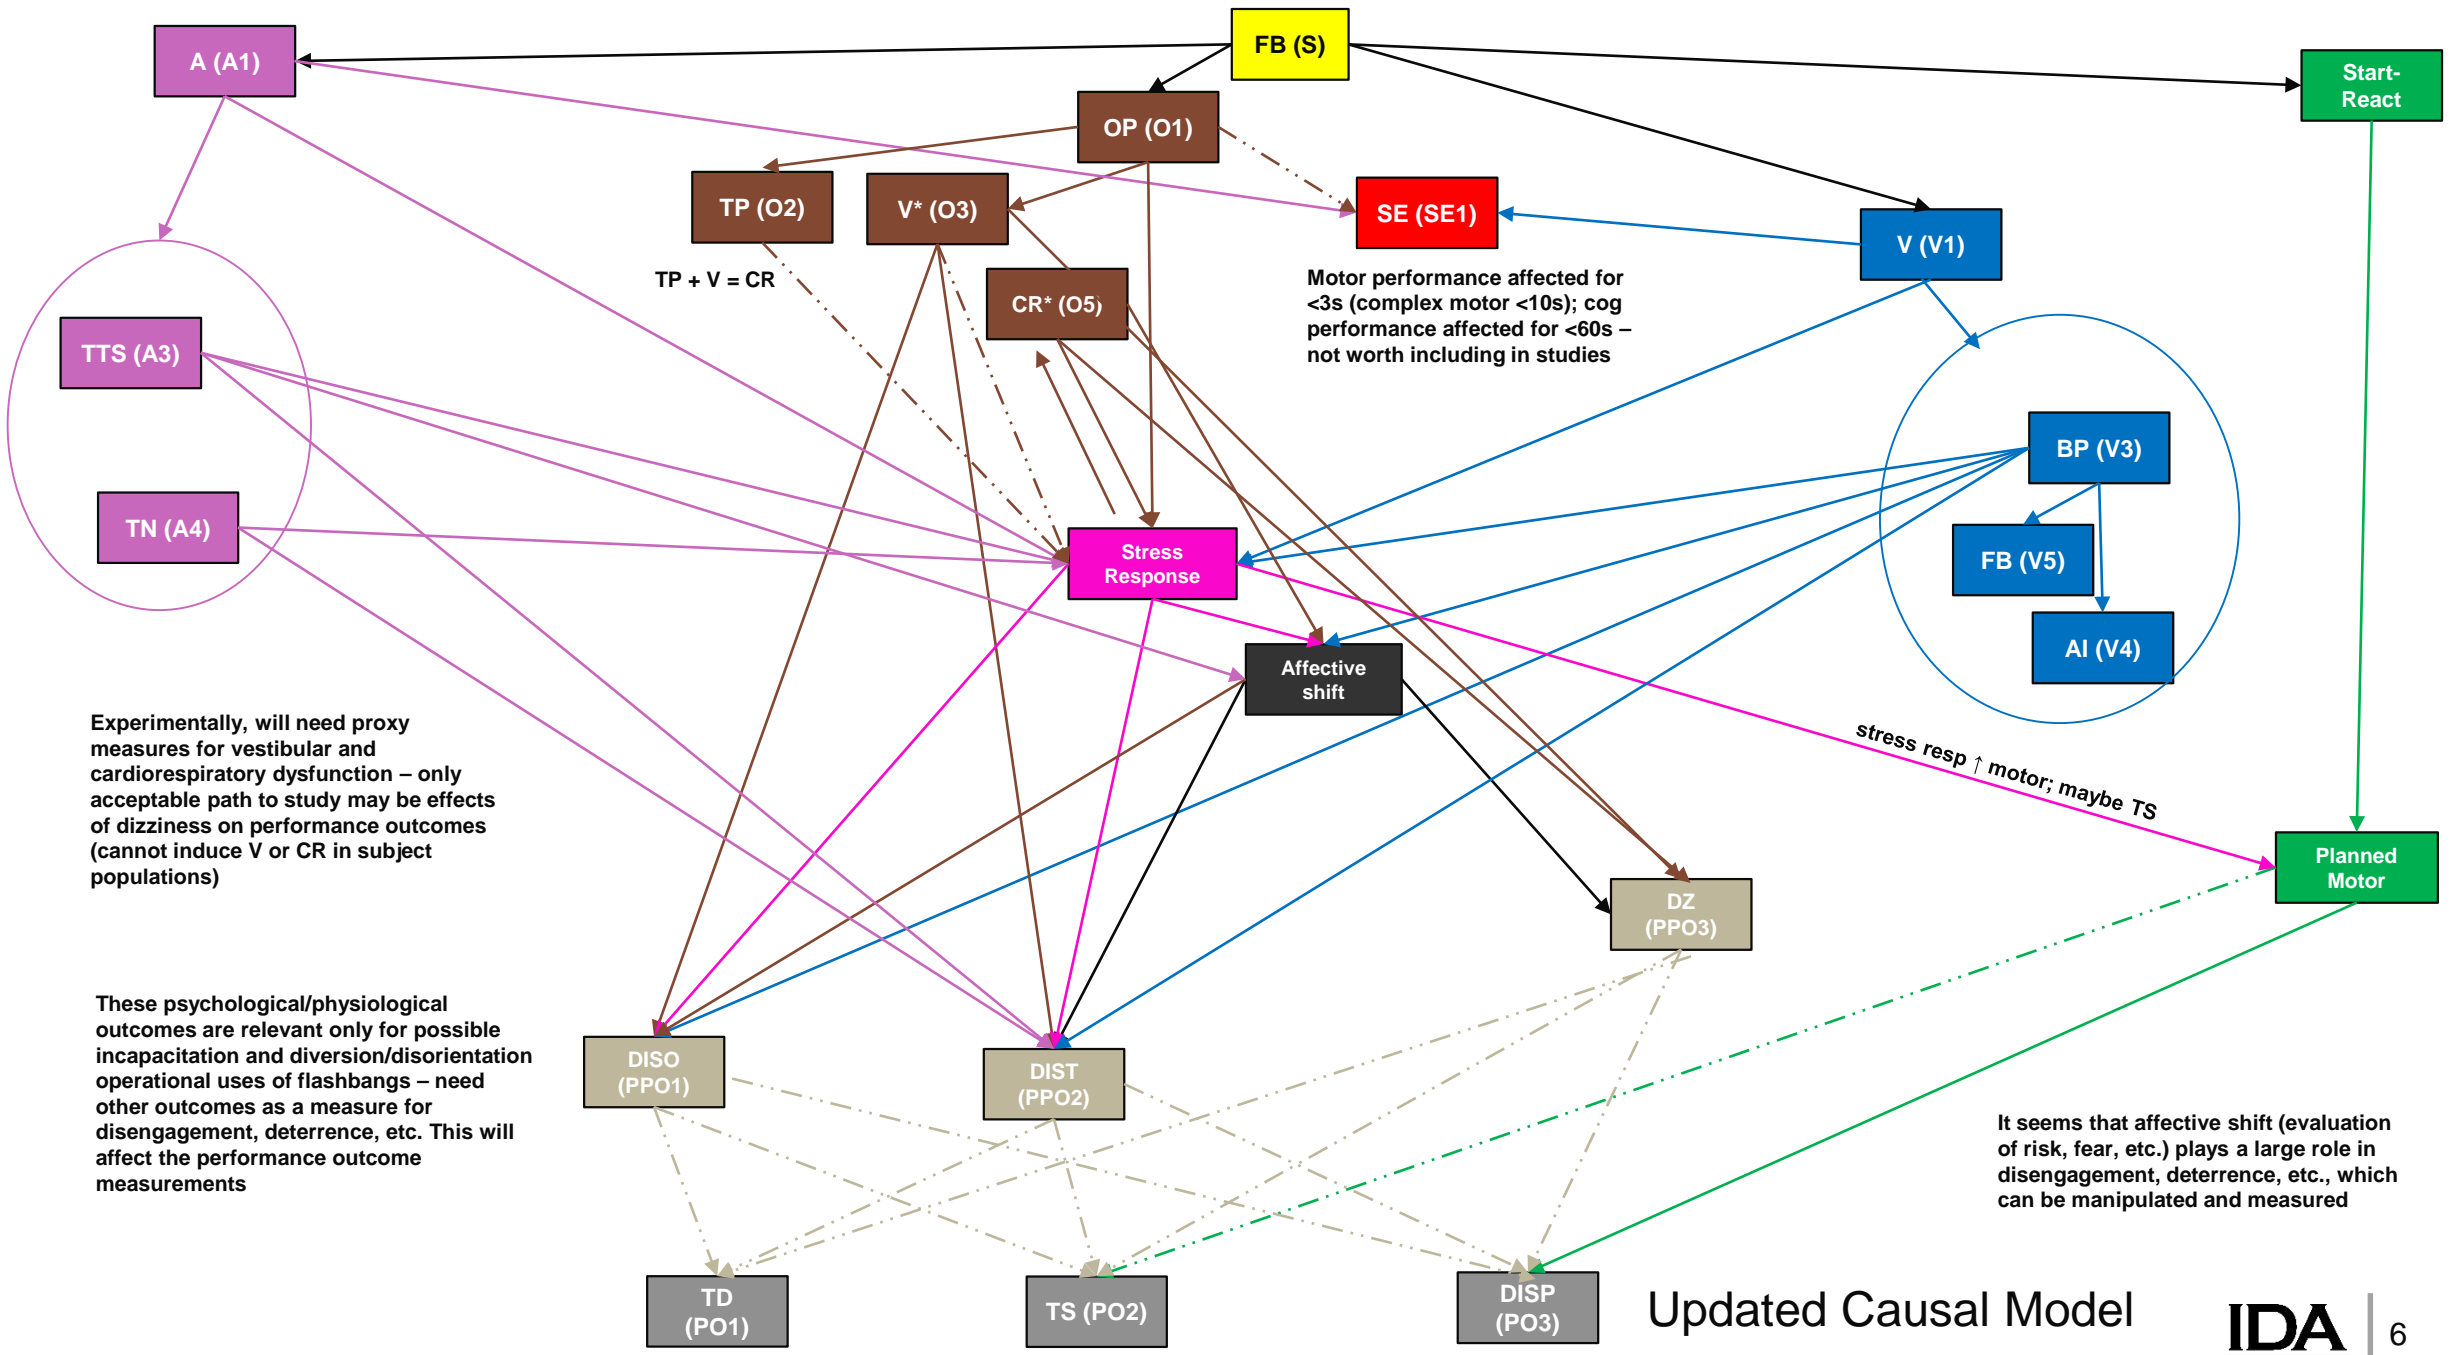 FB (S)
A (A1)
Start-
React
OP (O1)
TP (O2)
V* (O3)
SE (SE1)
V (V1)
TP + V = CR
CR* (O5)
Motor performance affected for
<3s (complex motor <10s); cog
performance affected for <60s –
not worth including in studies
TTS (A3)
BP (V3)
TN (A4)
Stress
Response
FB (V5)
AI (V4)
Affective
shift
Experimentally, will need proxy
measures for vestibular and
cardiorespiratory dysfunction – only
acceptable path to study may be effects
of dizziness on performance outcomes
(cannot induce V or CR in subject
populations)
stress resp ↑ motor; maybe TS
Planned
Motor
DZ
(PPO3)
These psychological/physiological
outcomes are relevant only for possible
incapacitation and diversion/disorientation
operational uses of flashbangs – need
other outcomes as a measure for
disengagement, deterrence, etc. This will
affect the performance outcome
measurements
DISO
(PPO1)
DIST
(PPO2)
It seems that affective shift (evaluation
of risk, fear, etc.) plays a large role in
disengagement, deterrence, etc., which
can be manipulated and measured
TD
(PO1)
TS (PO2)
DISP
(PO3)
Updated Causal Model
IDA
6